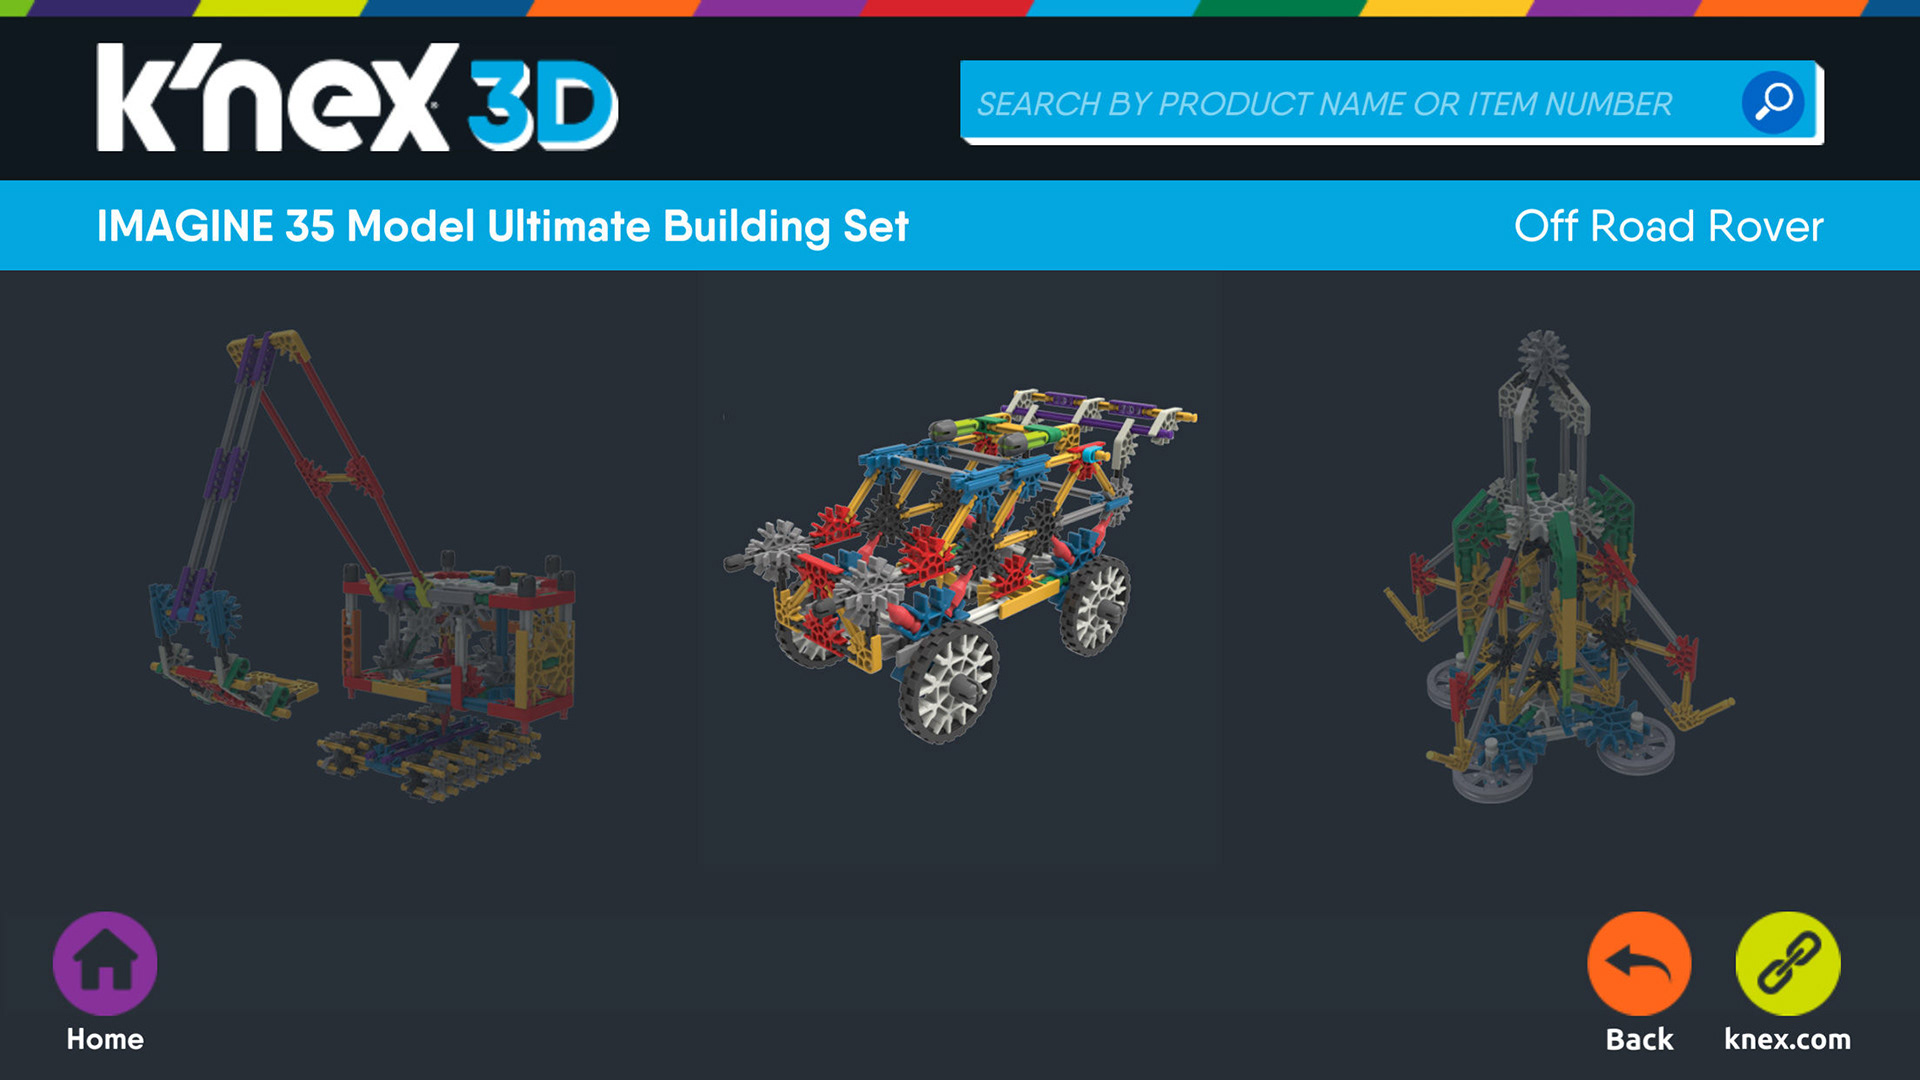 K'NEX 3D
SEARCH BY PRODUCT NAME OR ITEM NUMBER
IMAGINE 35 Model Ultimate Building Set
Off Road Rover
Home
Back
knex.com